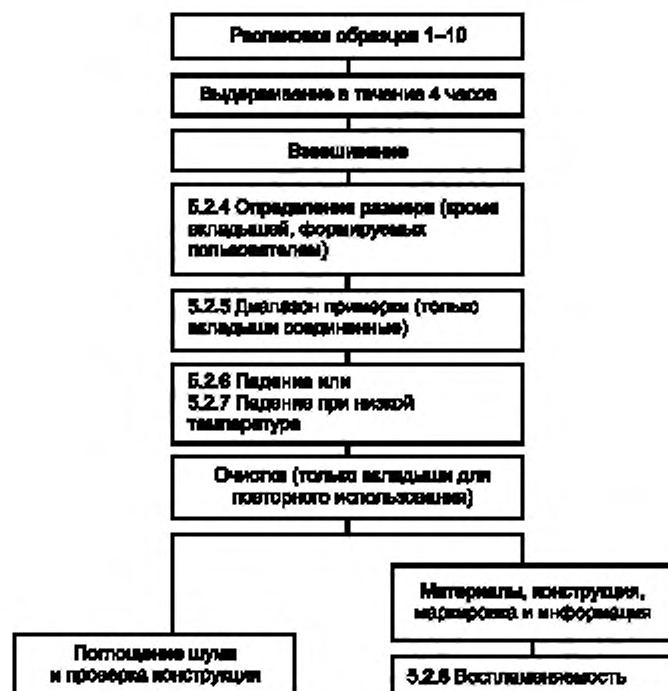 Распаковка образцов 1–10
Выдерживание в течение 4 часов
Взвешивание
5.2.4 Определение размера (кроме
вкладышей, формируемых
пользователем)
5.2.5 Диапазон примерки (только
вкладыши соединенные)
5.2.6 Падение или
5.2.7 Падение при низкой
температуре
Очистка (только вкладыши для
повторного использования)
Материалы, конструкция,
маркировка и информация
Поглощение шума
и проверка конструкции
5.2.8 Воспламеняемость